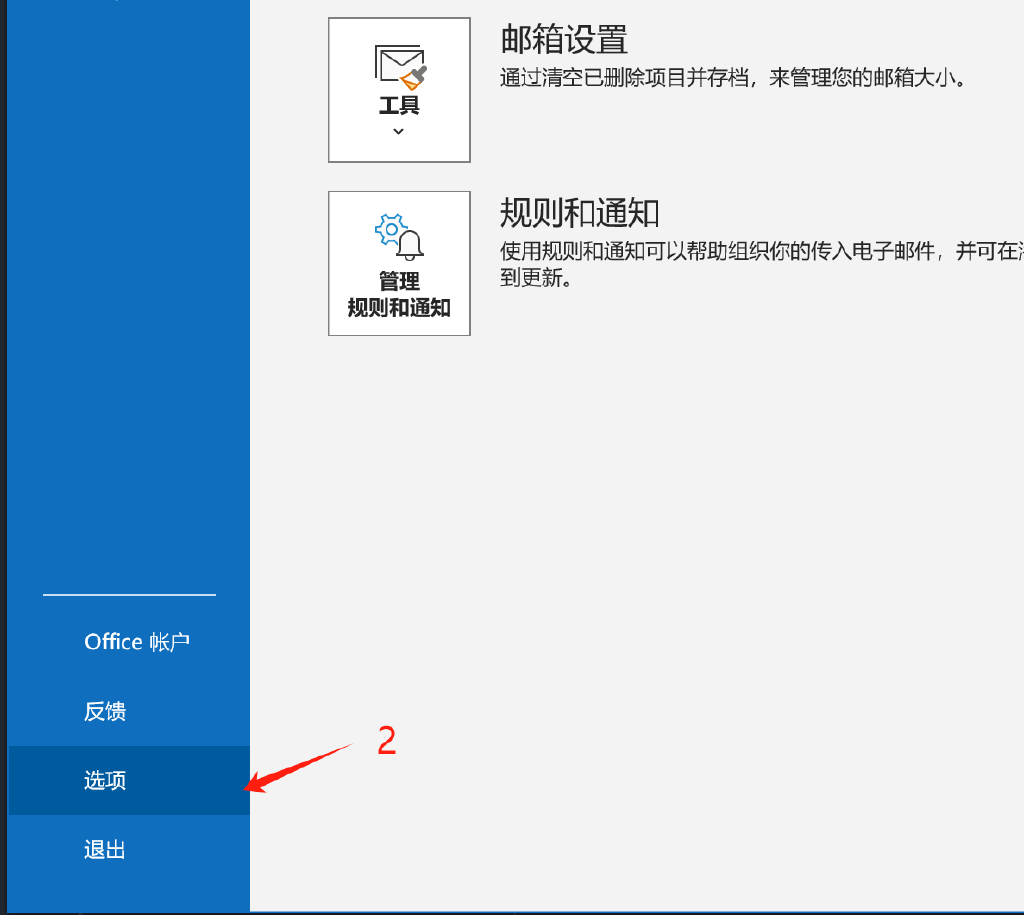 工具
邮箱设置
通过清空已删除项目并存档，来管理您的邮箱大小。
管理
规则和通知
规则和通知
使用规则和通知可以帮助组织你的传入电子邮件，并可在
到更新。
Office 帐户
反馈
选项
2
退出